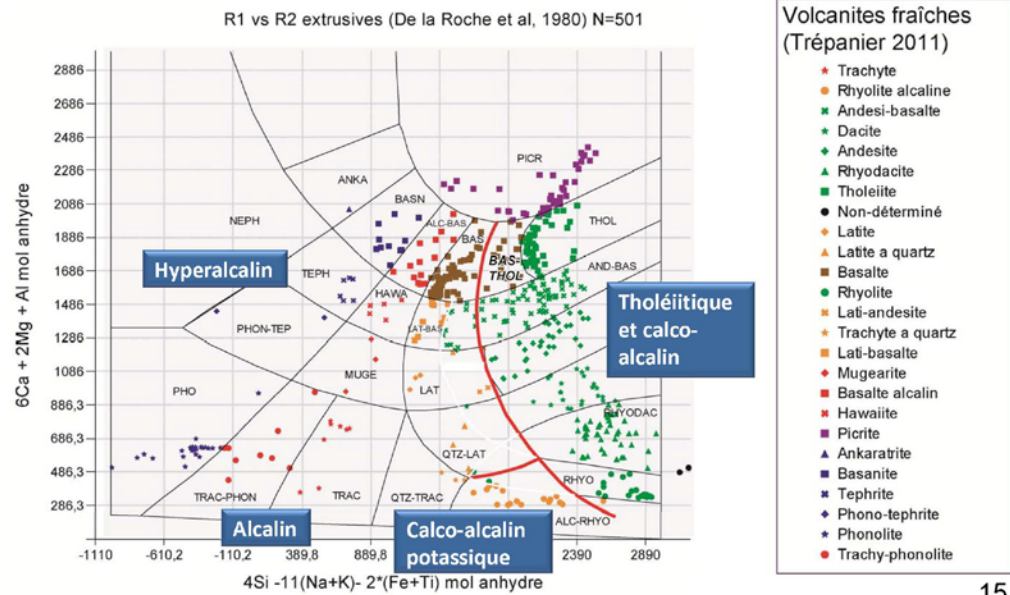 R1 vs R2 extrusives (De la Roche et al, 1980) N=501
6Ca + 2Mg + Al mol anhydre
2886
2686
2486
2286
2086
1886
1686
1486
1286
1086
886,3
686,3
486,3
286,3
-1110
-610,2
-110,2
389,8
889,8
2390
2890
4Si -11(Na+K)- 2*(Fe+Ti) mol anhydre
PICR
ANKA
BASN
NEPH
ALC-BAS
THOL
BAS
BAS-
THOL
AND-BAS
TEPH
HAWA
LAT-BAS
PHON-TEP
MUGE
LAT
PHO
RHYODAC
QTZ-LAT
RHYO
TRAC-PHON
TRAC
QTZ-TRAC
ALC-RHYO
Hyperalcalin
Tholéiitique
et calco-
alcalin
Alcalin
Calco-alcalin
potassique
Volcanites fraîches
(Trépanier 2011)
Trachyte
Rhyolite alcaline
Andesi-basalte
Dacite
Andesite
Rhyodacite
Tholeiite
Non-déterminé
Latite
Latite a quartz
Basalte
Rhyolite
Lati-andesite
Trachyte a quartz
Lati-basalte
Mugearite
Basalte alcalin
Hawaiite
Picrite
Ankaratrite
Basanite
Tephrite
Phono-tephrite
Phonolite
Trachy-phonolite
15